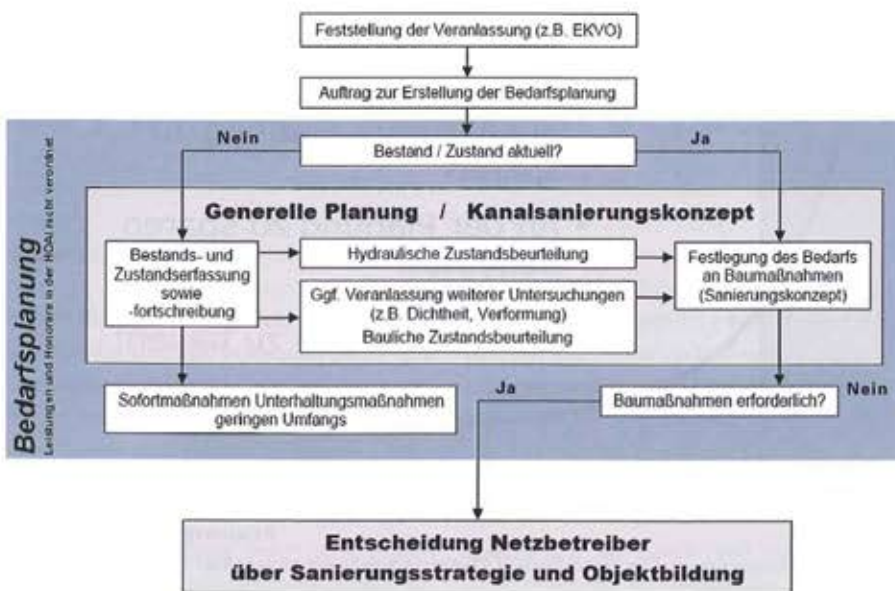 Feststellung der Veranlassung (z.B. EKVO)
Auftrag zur Erstellung der Bedarfsplanung
Nein
Bestand / Zustand aktuell?
Ja
Bedarfsplanung
Leistungen und Honorare in der HOAI nicht verordnet
Generelle Planung / Kanalsanierungskonzept
Bestands- und
Zustandserfassung
sowie
-fortschreibung
Hydraulische Zustandsbeurteilung
Ggf. Veranlassung weiterer Untersuchungen
(z.B. Dichtheit, Verformung)
Bauliche Zustandsbeurteilung
Festlegung des Bedarfs
an Baumaßnahmen
(Sanierungskonzept)
Sofortmaßnahmen Unterhaltungsmaßnahmen
geringen Umfangs
Ja
Baumaßnahmen erforderlich?
Nein
Entscheidung Netzbetreiber
über Sanierungsstrategie und Objektbildung